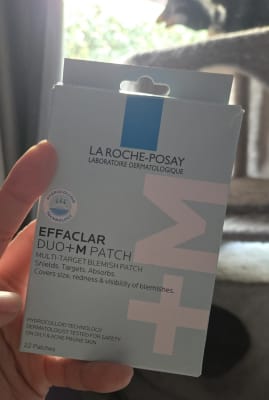 LA ROCHE-POSAY
LABORATOIRE DERMATOLOGIQUE
EFFACLAR
DUO+M PATCH
MULTI-TARGET BLEMISH PATCH
Shields. Targets. Absorbs.
Covers size, redness & visibility of blemishes.
HYDROCOLLOID TECHNOLOGY
DERMATOLOGIST TESTED FOR SAFETY
ON OILY & ACNE PRONE SKIN
22 Patches
+M